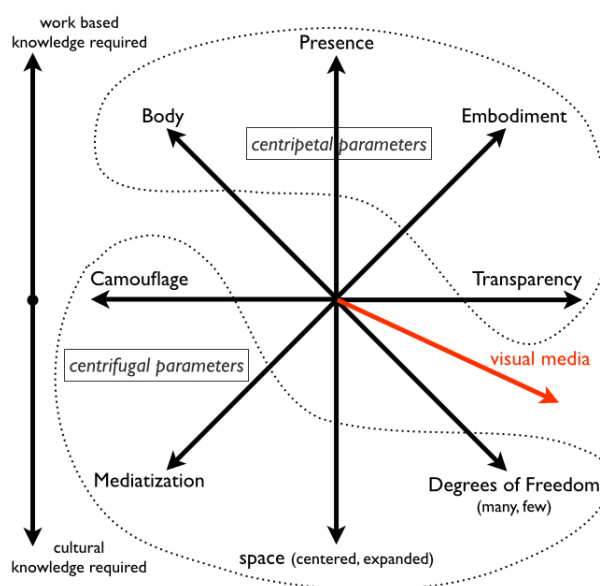 work based
knowledge required
Presence
Body
Embodiment
centripetal parameters
Camouflage
Transparency
visual media
centrifugal parameters
Mediatization
Degrees of Freedom
(many, few)
cultural
knowledge required
space (centered, expanded)